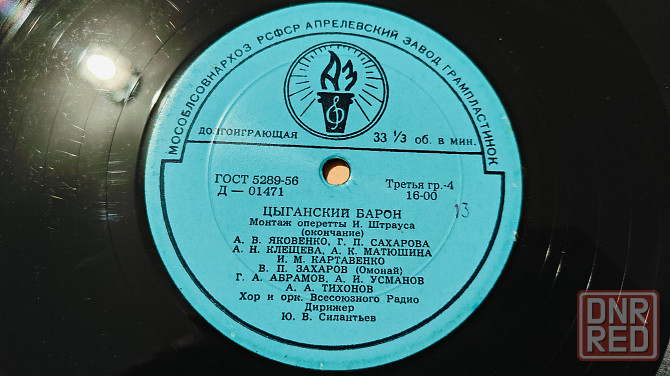 МОСОБЛСОВНАРХОЗ РСФСР АПРЕЛЕВСКИЙ ЗАВОД ГРАМПЛАСТИНОК
АЗ
ДОЛГОИГРАЮЩАЯ 33 1/3 об. в мин.
ГОСТ 5289-56 Третья гр.-4
Д — 01471 16-00
ЦЫГАНСКИЙ БАРОН 13
Монтаж оперетты И. Штрауса
(окончание)
А. В. ЯКОВЕНКО, Г. П. САХАРОВА
А. Н. КЛЕЩЕВА, А. К. МАТЮШИНА
И. М. КАРТАВЕНКО
В. П. ЗАХАРОВ (Омонай)
Г. А. АБРАМОВ, А. И. УСМАНОВ
А. А. ТИХОНОВ
Хор и орк. Всесоюзного Радио
Дирижер
Ю. В. Силантьев
DNR
RED